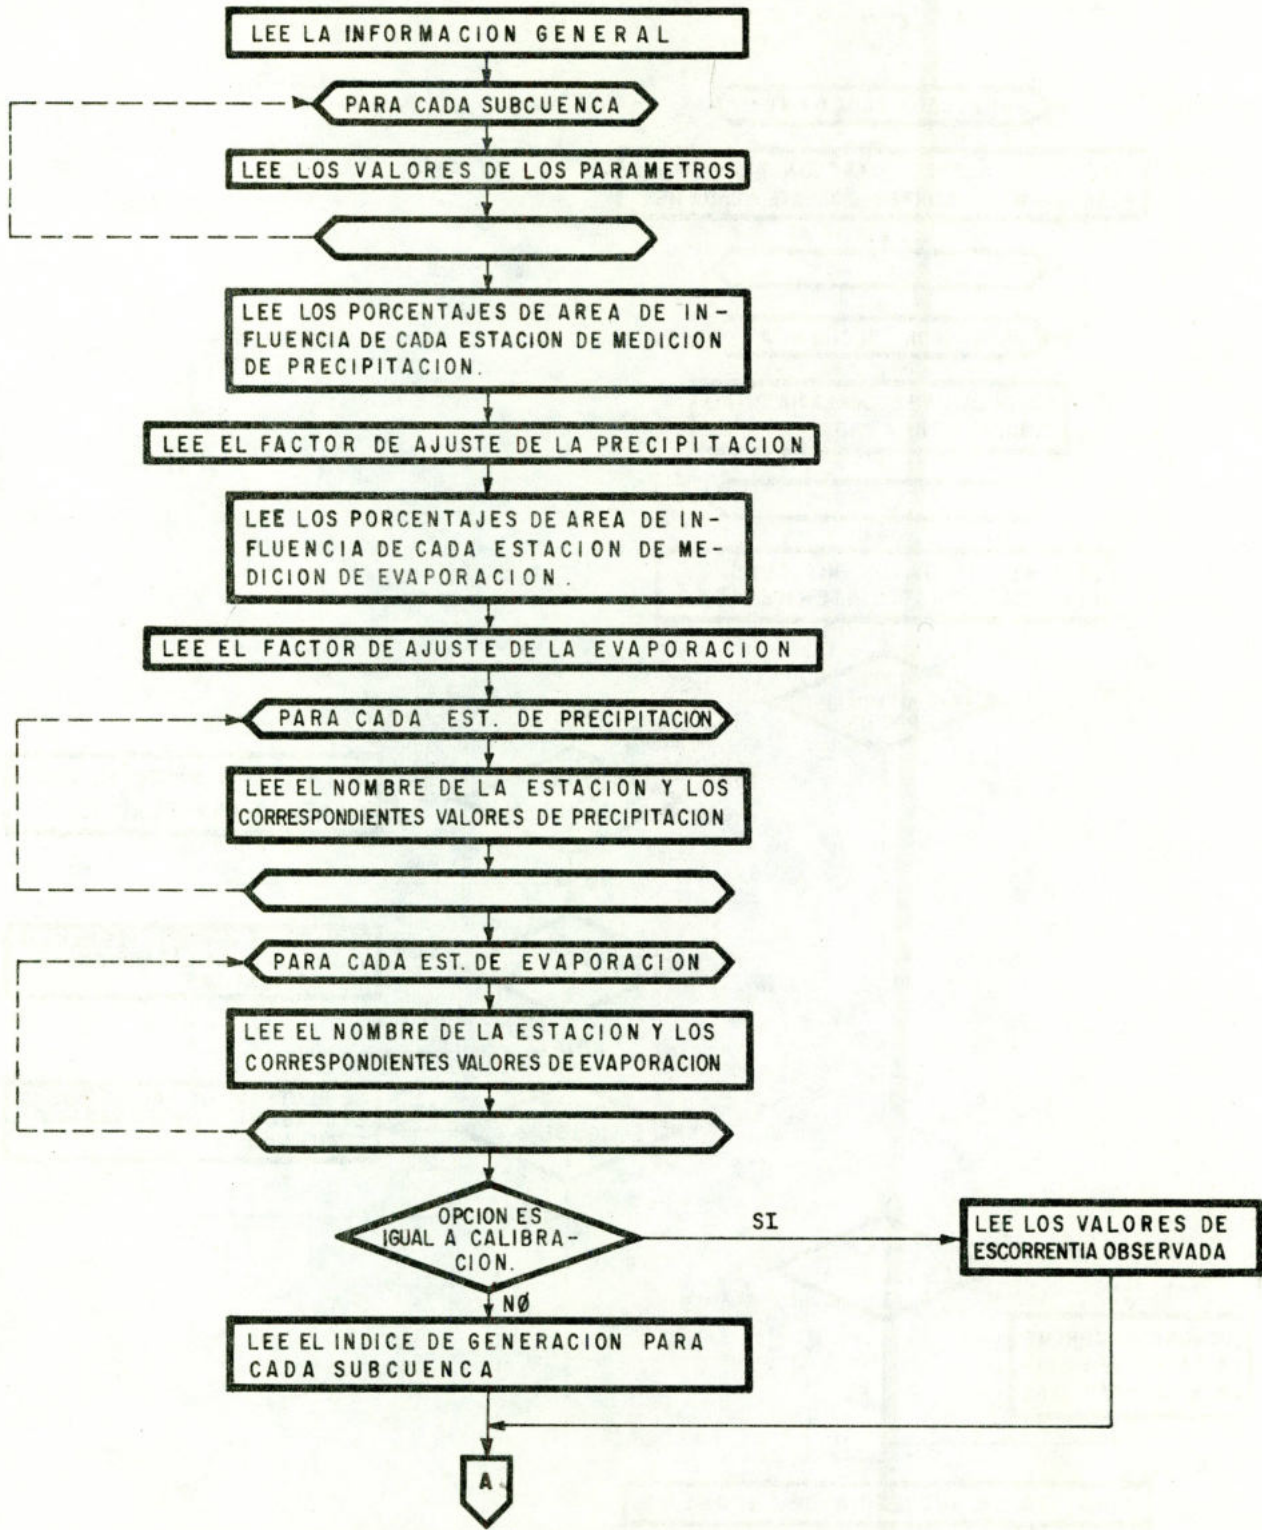 LEE LA INFORMACION GENERAL
PARA CADA SUBCUENCA
LEE LOS VALORES DE LOS PARAMETROS
LEE LOS PORCENTAJES DE AREA DE IN-
FLUENCIA DE CADA ESTACION DE MEDICION
DE PRECIPITACION.
LEE EL FACTOR DE AJUSTE DE LA PRECIPITACION
LEE LOS PORCENTAJES DE AREA DE IN-
FLUENCIA DE CADA ESTACION DE ME-
DICION DE EVAPORACION.
LEE EL FACTOR DE AJUSTE DE LA EVAPORACION
PARA CADA EST. DE PRECIPITACION
LEE EL NOMBRE DE LA ESTACION Y LOS
CORRESPONDIENTES VALORES DE PRECIPITACION
PARA CADA EST. DE EVAPORACION
LEE EL NOMBRE DE LA ESTACION Y LOS
CORRESPONDIENTES VALORES DE EVAPORACION
OPCION ES
IGUAL A CALIBRA-
CION.
SI
LEE LOS VALORES DE
ESCORRENTIA OBSERVADA
NØ
LEE EL INDICE DE GENERACION PARA
CADA SUBCUENCA
A